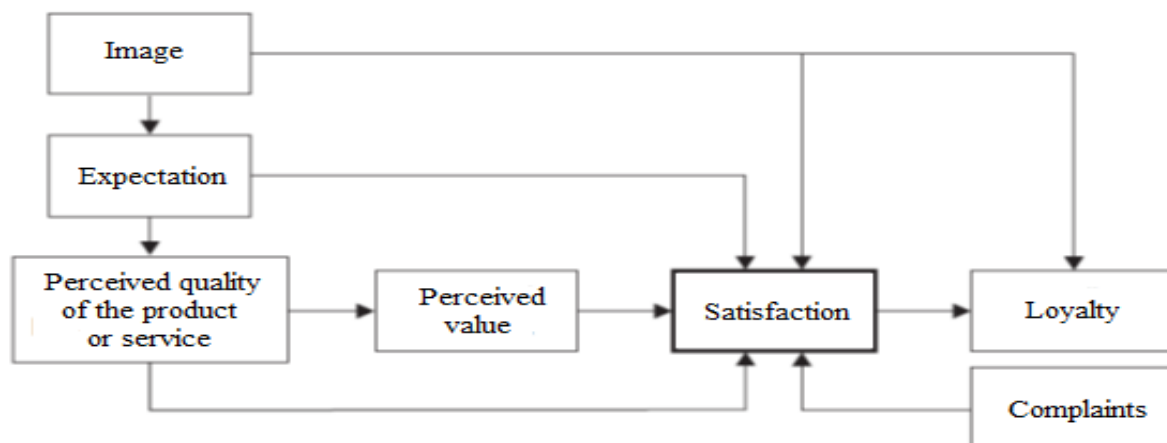 Image
Expectation
Perceived quality
of the product
or service
Perceived
value
Satisfaction
Loyalty
Complaints